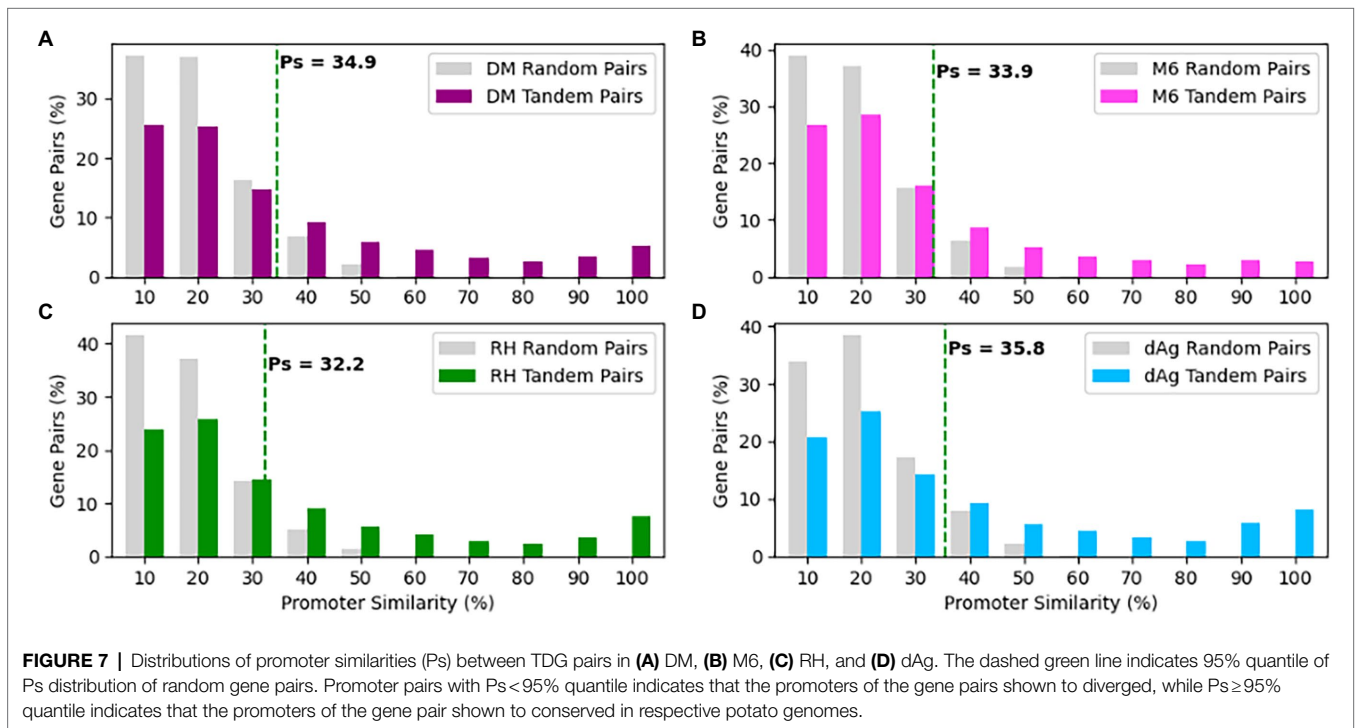 A
Ps = 34.9
DM Random Pairs
DM Tandem Pairs
Gene Pairs (%)
30
20
10
0
10 20 30 40 50 60 70 80 90 100
B
Ps = 33.9
M6 Random Pairs
M6 Tandem Pairs
Gene Pairs (%)
40
30
20
10
0
10 20 30 40 50 60 70 80 90 100
C
Ps = 32.2
RH Random Pairs
RH Tandem Pairs
Gene Pairs (%)
40
30
20
10
0
10 20 30 40 50 60 70 80 90 100
Promoter Similarity (%)
D
Ps = 35.8
dAg Random Pairs
dAg Tandem Pairs
Gene Pairs (%)
40
30
20
10
0
10 20 30 40 50 60 70 80 90 100
Promoter Similarity (%)
FIGURE 7 | Distributions of promoter similarities (Ps) between TDG pairs in (A) DM, (B) M6, (C) RH, and (D) dAg. The dashed green line indicates 95% quantile of
Ps distribution of random gene pairs. Promoter pairs with Ps<95% quantile indicates that the promoters of the gene pairs shown to diverged, while Ps≥95%
quantile indicates that the promoters of the gene pair shown to conserved in respective potato genomes.